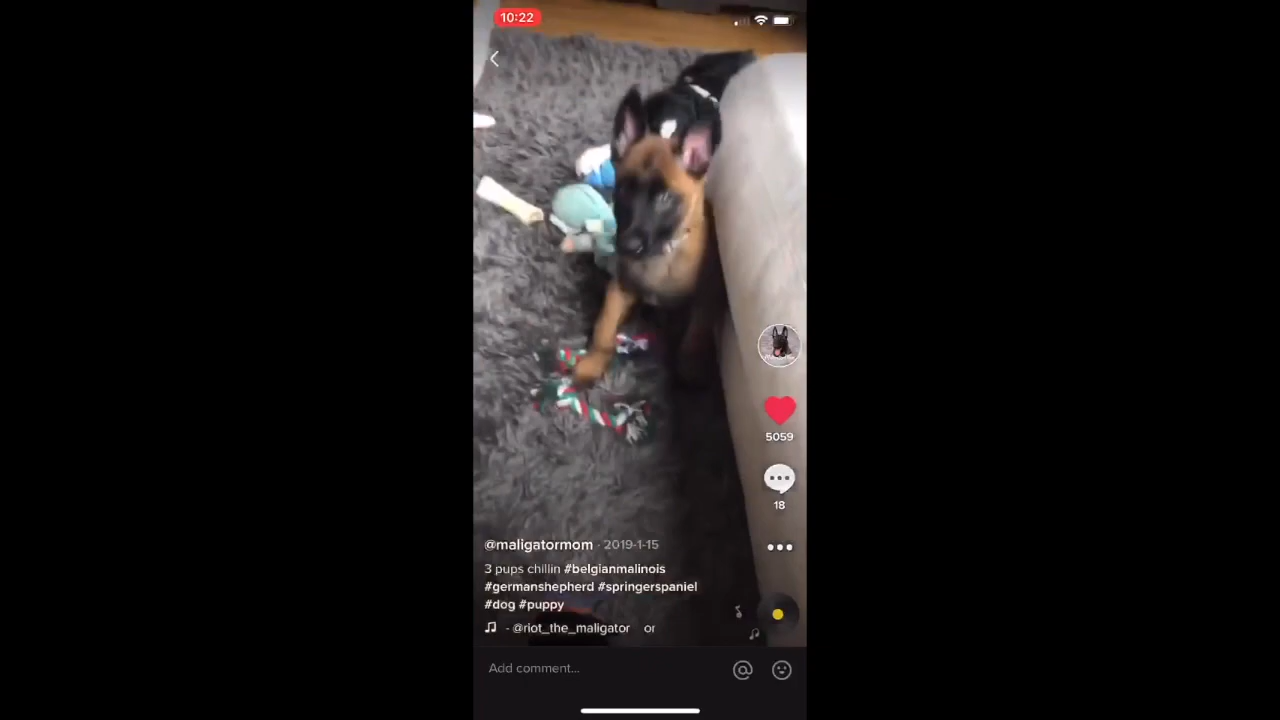 10:22
5059
18
@maligatormom · 2019-1-15
3 pups chillin #belgianmalinois
#germanshepherd #springerspaniel
#dog #puppy
- @riot_the_maligator or
Add comment...